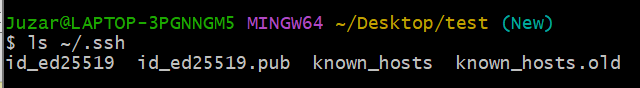 Juzar@LAPTOP-3PGNNGM5 MINGW64 ~/Desktop/test (New)
$ ls ~/.ssh
id_ed25519  id_ed25519.pub  known_hosts  known_hosts.old